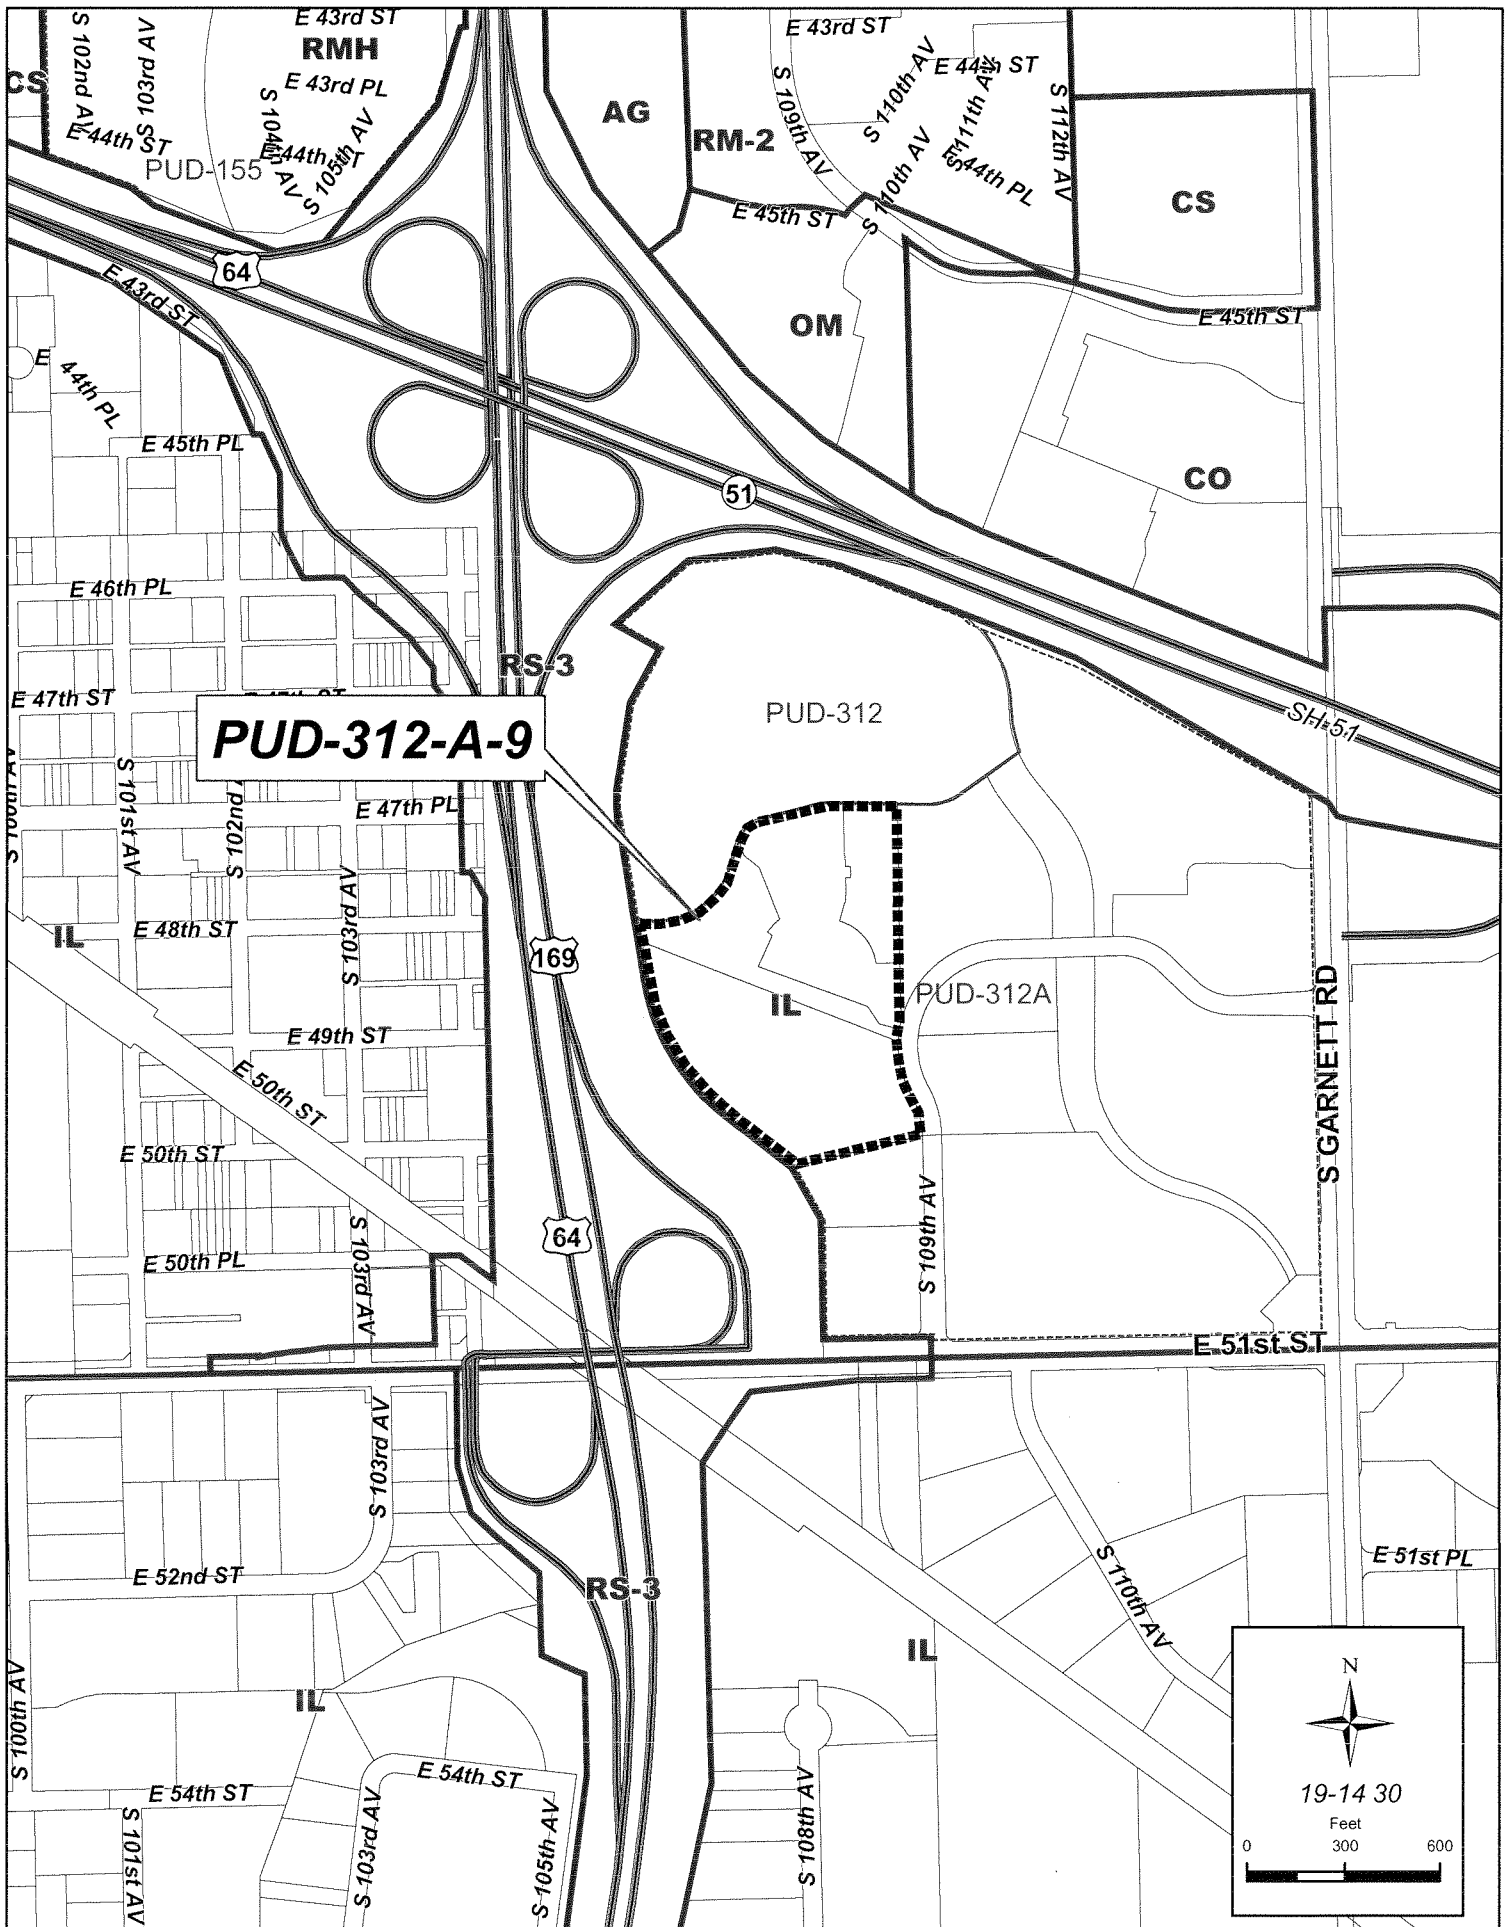 E 43rd ST
RMH
E 43rd PL
CS
S 102nd AV
S 103rd AV
S 104th AV
S 105th AV
E 44th ST
E 44th ST
PUD-155
AG
RM-2
E 43rd ST
E 44th ST
S 109th AV
S 110th AV
S 111th AV
S 112th AV
S 110th AV
E 44th PL
E 45th ST
CS
64
E 43rd ST
OM
E 45th ST
E
44th PL
E 45th PL
51
CO
E 46th PL
RS-3
E 47th ST
PUD-312
SH-51
PUD-312-A-9
S 101st AV
S 102nd
E 47th PL
S 103rd AV
E 48th ST
IL
169
IL
PUD-312A
S GARNETT RD
E 49th ST
E 50th ST
E 50th ST
S 109th AV
64
S 103rd AV
E 50th PL
E 51st ST
S 103rd AV
E 52nd ST
RS-3
S 110th AV
E 51st PL
IL
IL
S 100th AV
E 54th ST
E 54th ST
S 101st AV
S 103rd AV
S 105th AV
S 108th AV
N
19-14 30
Feet
0 300 600